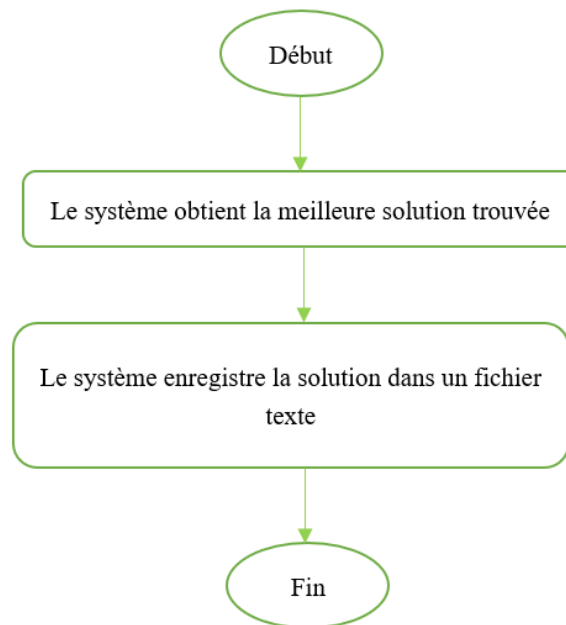 Début
Le système obtient la meilleure solution trouvée
Le système enregistre la solution dans un fichier
texte
Fin